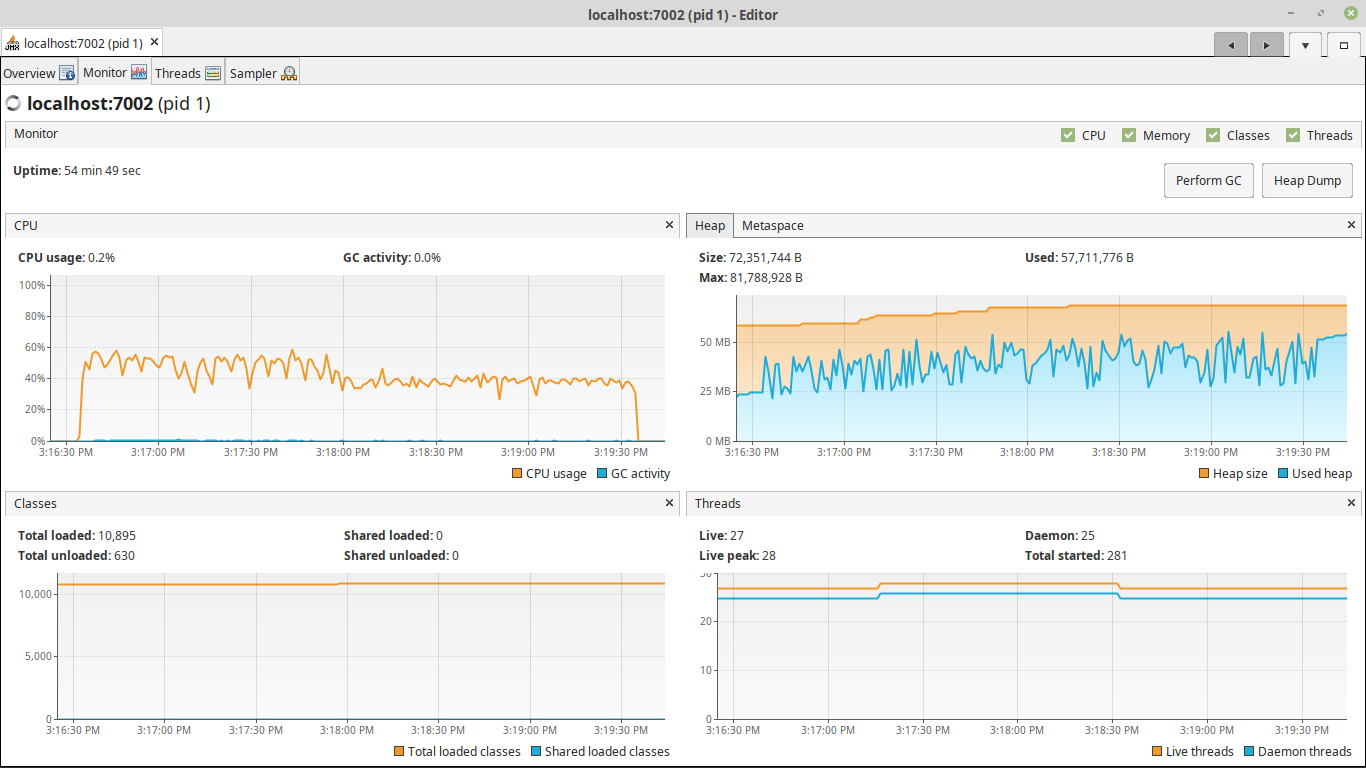 localhost:7002 (pid 1) - Editor
JMX localhost:7002 (pid 1)
Overview Monitor Threads Sampler
localhost:7002 (pid 1)
Monitor CPU Memory Classes Threads
Uptime: 54 min 49 sec
Perform GC Heap Dump
CPU
CPU usage: 0.2% GC activity: 0.0%
100%
80%
60%
40%
20%
0%
3:16:30 PM 3:17:00 PM 3:17:30 PM 3:18:00 PM 3:18:30 PM 3:19:00 PM 3:19:30 PM
CPU usage GC activity
Heap Metaspace
Size: 72,351,744 B Used: 57,711,776 B
Max: 81,788,928 B
50 MB
25 MB
0 MB
3:16:30 PM 3:17:00 PM 3:17:30 PM 3:18:00 PM 3:18:30 PM 3:19:00 PM 3:19:30 PM
Heap size Used heap
Classes
Total loaded: 10,895 Shared loaded: 0
Total unloaded: 630 Shared unloaded: 0
10,000
5,000
0
3:16:30 PM 3:17:00 PM 3:17:30 PM 3:18:00 PM 3:18:30 PM 3:19:00 PM 3:19:30 PM
Total loaded classes Shared loaded classes
Threads
Live: 27 Daemon: 25
Live peak: 28 Total started: 281
30
20
10
0
3:16:30 PM 3:17:00 PM 3:17:30 PM 3:18:00 PM 3:18:30 PM 3:19:00 PM 3:19:30 PM
Live threads Daemon threads